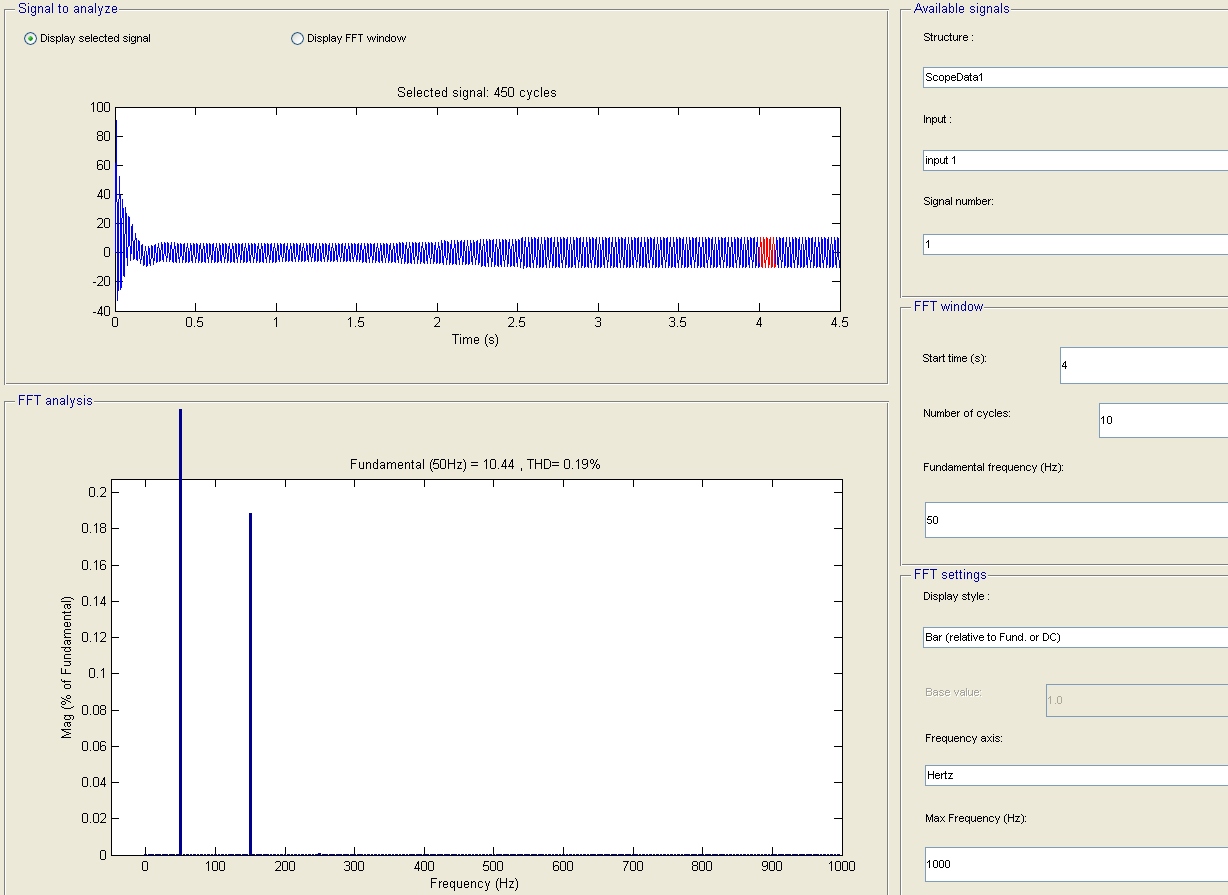 Signal to analyze
Display selected signal
Display FFT window
Selected signal: 450 cycles
100
80
60
40
20
0
-20
-40
0 0.5 1 1.5 2 2.5 3 3.5 4 4.5
Time (s)
FFT analysis
Fundamental (50Hz) = 10.44 , THD= 0.19%
0.2
0.18
0.16
0.14
0.12
0.1
0.08
0.06
0.04
0.02
0
Mag (% of Fundamental)
0 100 200 300 400 500 600 700 800 900 1000
Frequency (Hz)
Available signals
Structure :
ScopeData1
Input :
input 1
Signal number:
1
FFT window
Start time (s):
4
Number of cycles:
10
Fundamental frequency (Hz):
50
FFT settings
Display style :
Bar (relative to Fund. or DC)
Base value:
1.0
Frequency axis:
Hertz
Max Frequency (Hz):
1000